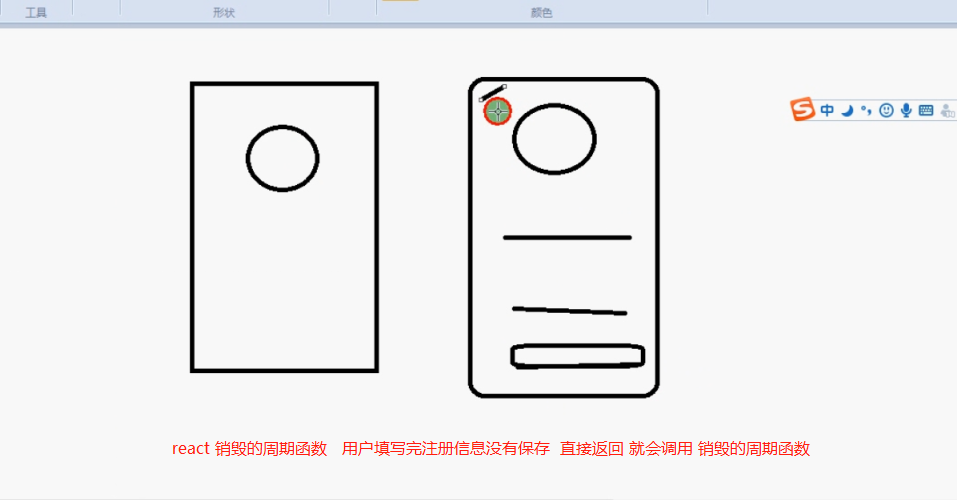 工具 形状 颜色
中
react 销毁的周期函数 用户填写完注册信息没有保存 直接返回 就会调用 销毁的周期函数